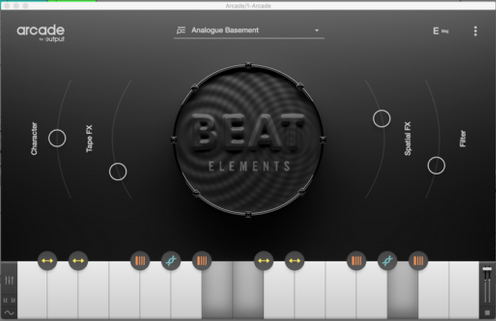 Arcade/1-Arcade
arcade
by output
Analogue Basement
E Maj
Character
Tape FX
BEAT
ELEMENTS
Spatial FX
Filter